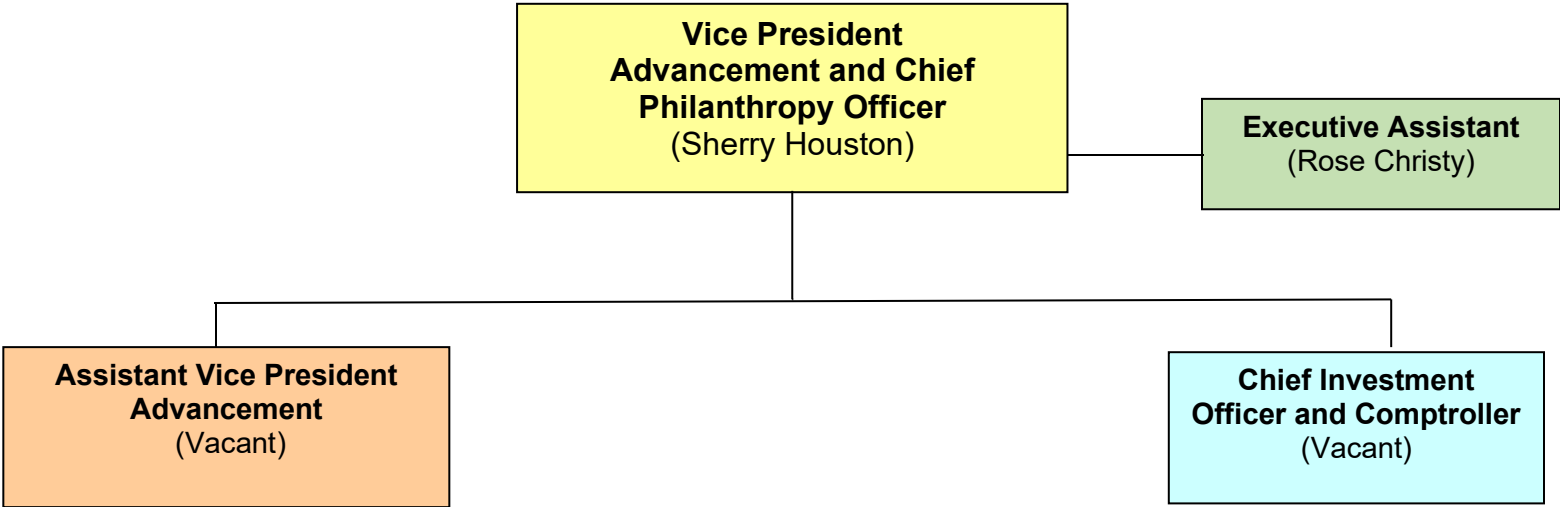 Vice President
Advancement and Chief
Philanthropy Officer
(Sherry Houston)
Executive Assistant
(Rose Christy)
Assistant Vice President
Advancement
(Vacant)
Chief Investment
Officer and Comptroller
(Vacant)